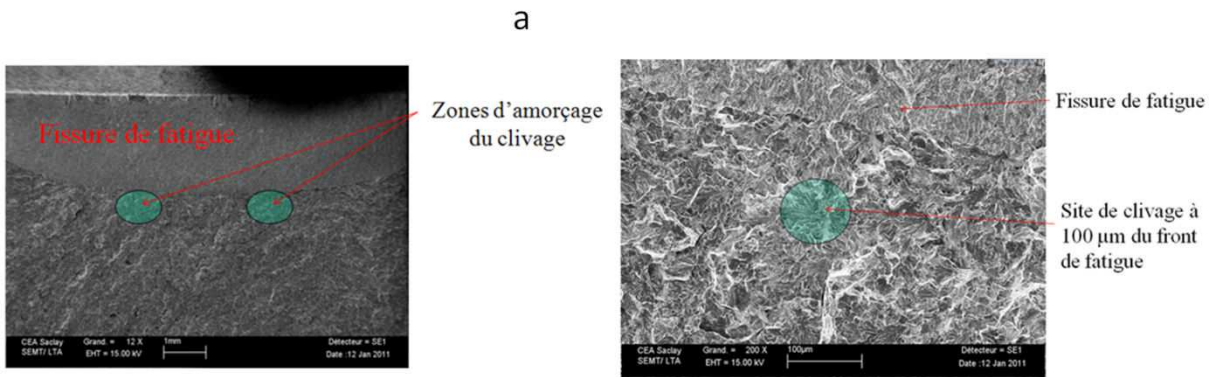 a
Fissure de fatigue
Zones d'amorçage
du clivage
CEA Saclay
SEMT/ LTA
Grand. = 12 X
EHT = 15.00 kV
1mm
Détecteur = SE1
Date :12 Jan 2011
Fissure de fatigue
Site de clivage à
100 µm du front
de fatigue
CEA Saclay
SEMT/ LTA
Grand. = 200 X
EHT = 15.00 kV
100µm
Détecteur = SE1
Date :12 Jan 2011